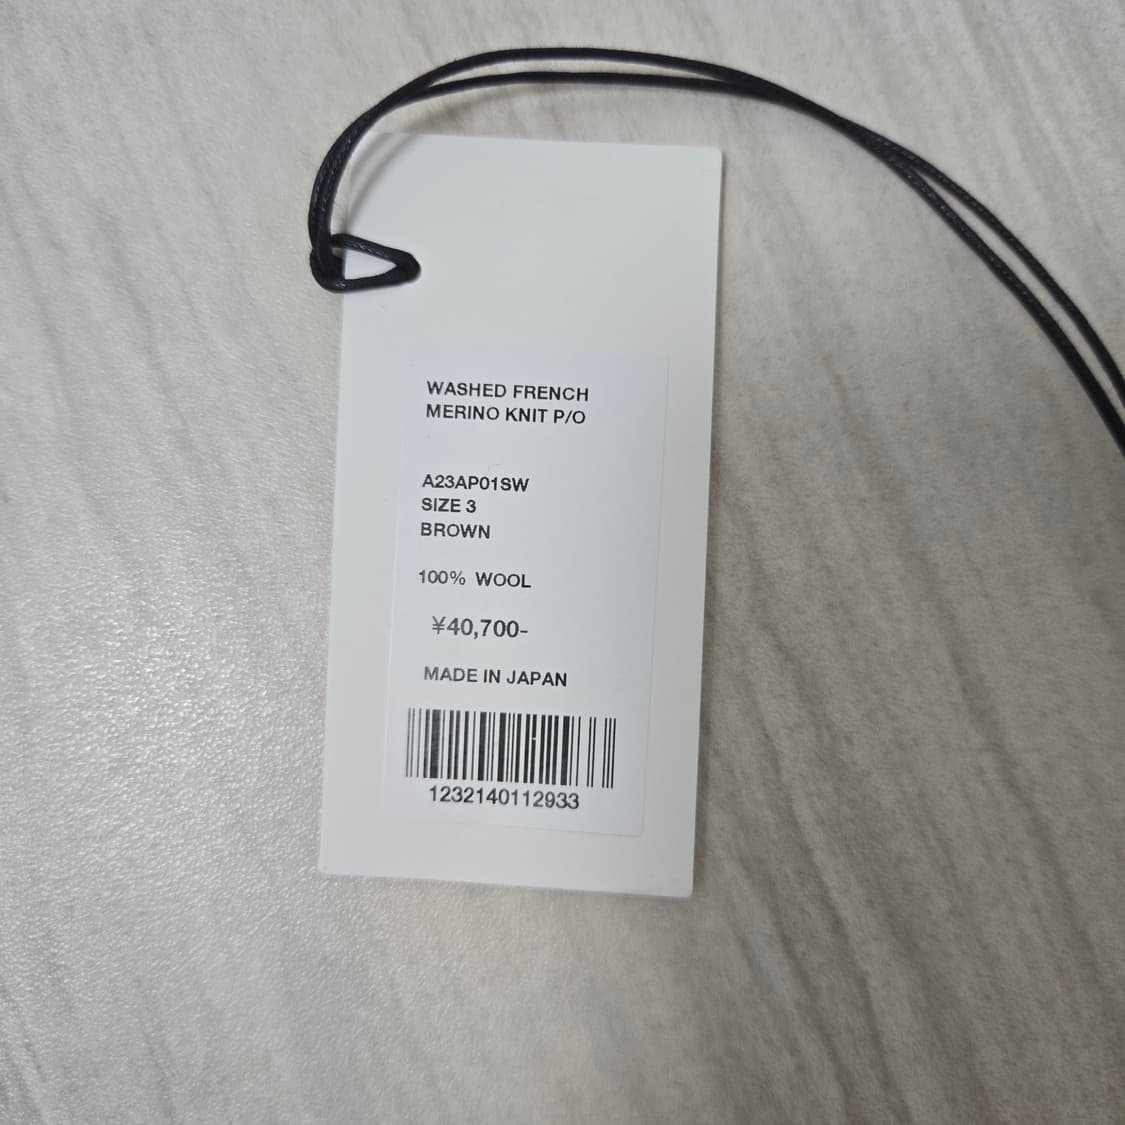 WASHED FRENCH
MERINO KNIT P/O
A23AP01SW
SIZE 3
BROWN
100% WOOL
¥40,700-
MADE IN JAPAN
1232140112933